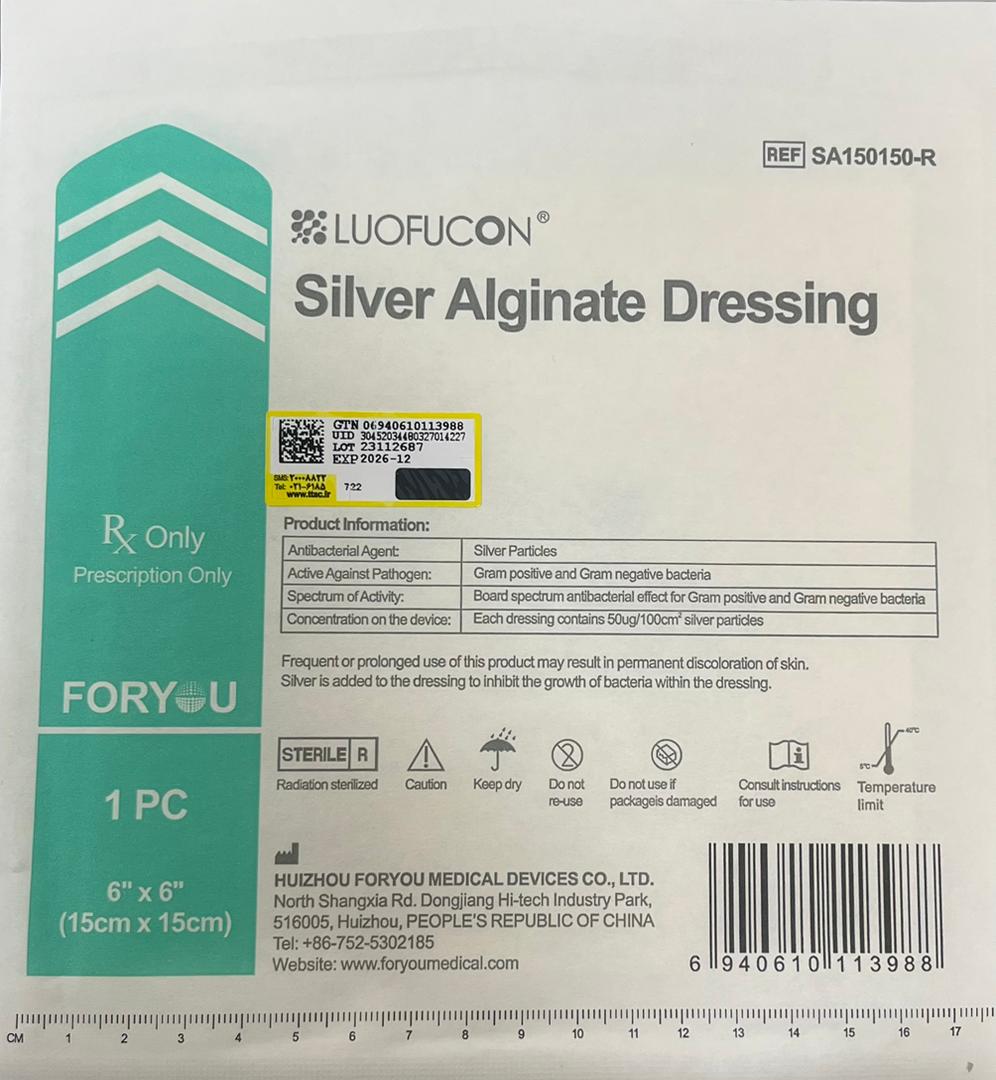 REF SA150150-R
LUOFUCON®
Silver Alginate Dressing
GTN 06940610113988
UID 30452034480327014227
LOT 23112687
EXP 2026-12
SMS:۲۰۰۰۸۸۲۲
Tel: ۰۲۱-۶۱۸۵
www.ttac.ir
722
Rx Only
Prescription Only
FORYOU
Product Information:
Antibacterial Agent: Silver Particles
Active Against Pathogen: Gram positive and Gram negative bacteria
Spectrum of Activity: Board spectrum antibacterial effect for Gram positive and Gram negative bacteria
Concentration on the device: Each dressing contains 50ug/100cm² silver particles
Frequent or prolonged use of this product may result in permanent discoloration of skin.
Silver is added to the dressing to inhibit the growth of bacteria within the dressing.
STERILE R
Radiation sterilized
Caution
Keep dry
2
Do not
re-use
Do not use if
packageis damaged
Consult instructions
for use
40°C
5°C
Temperature
limit
1 PC
6" x 6"
(15cm x 15cm)
HUIZHOU FORYOU MEDICAL DEVICES CO., LTD.
North Shangxia Rd. Dongjiang Hi-tech Industry Park,
516005, Huizhou, PEOPLE'S REPUBLIC OF CHINA
Tel: +86-752-5302185
Website: www.foryoumedical.com
6 940610 113988
CM 1 2 3 4 5 6 7 8 9 10 11 12 13 14 15 16 17